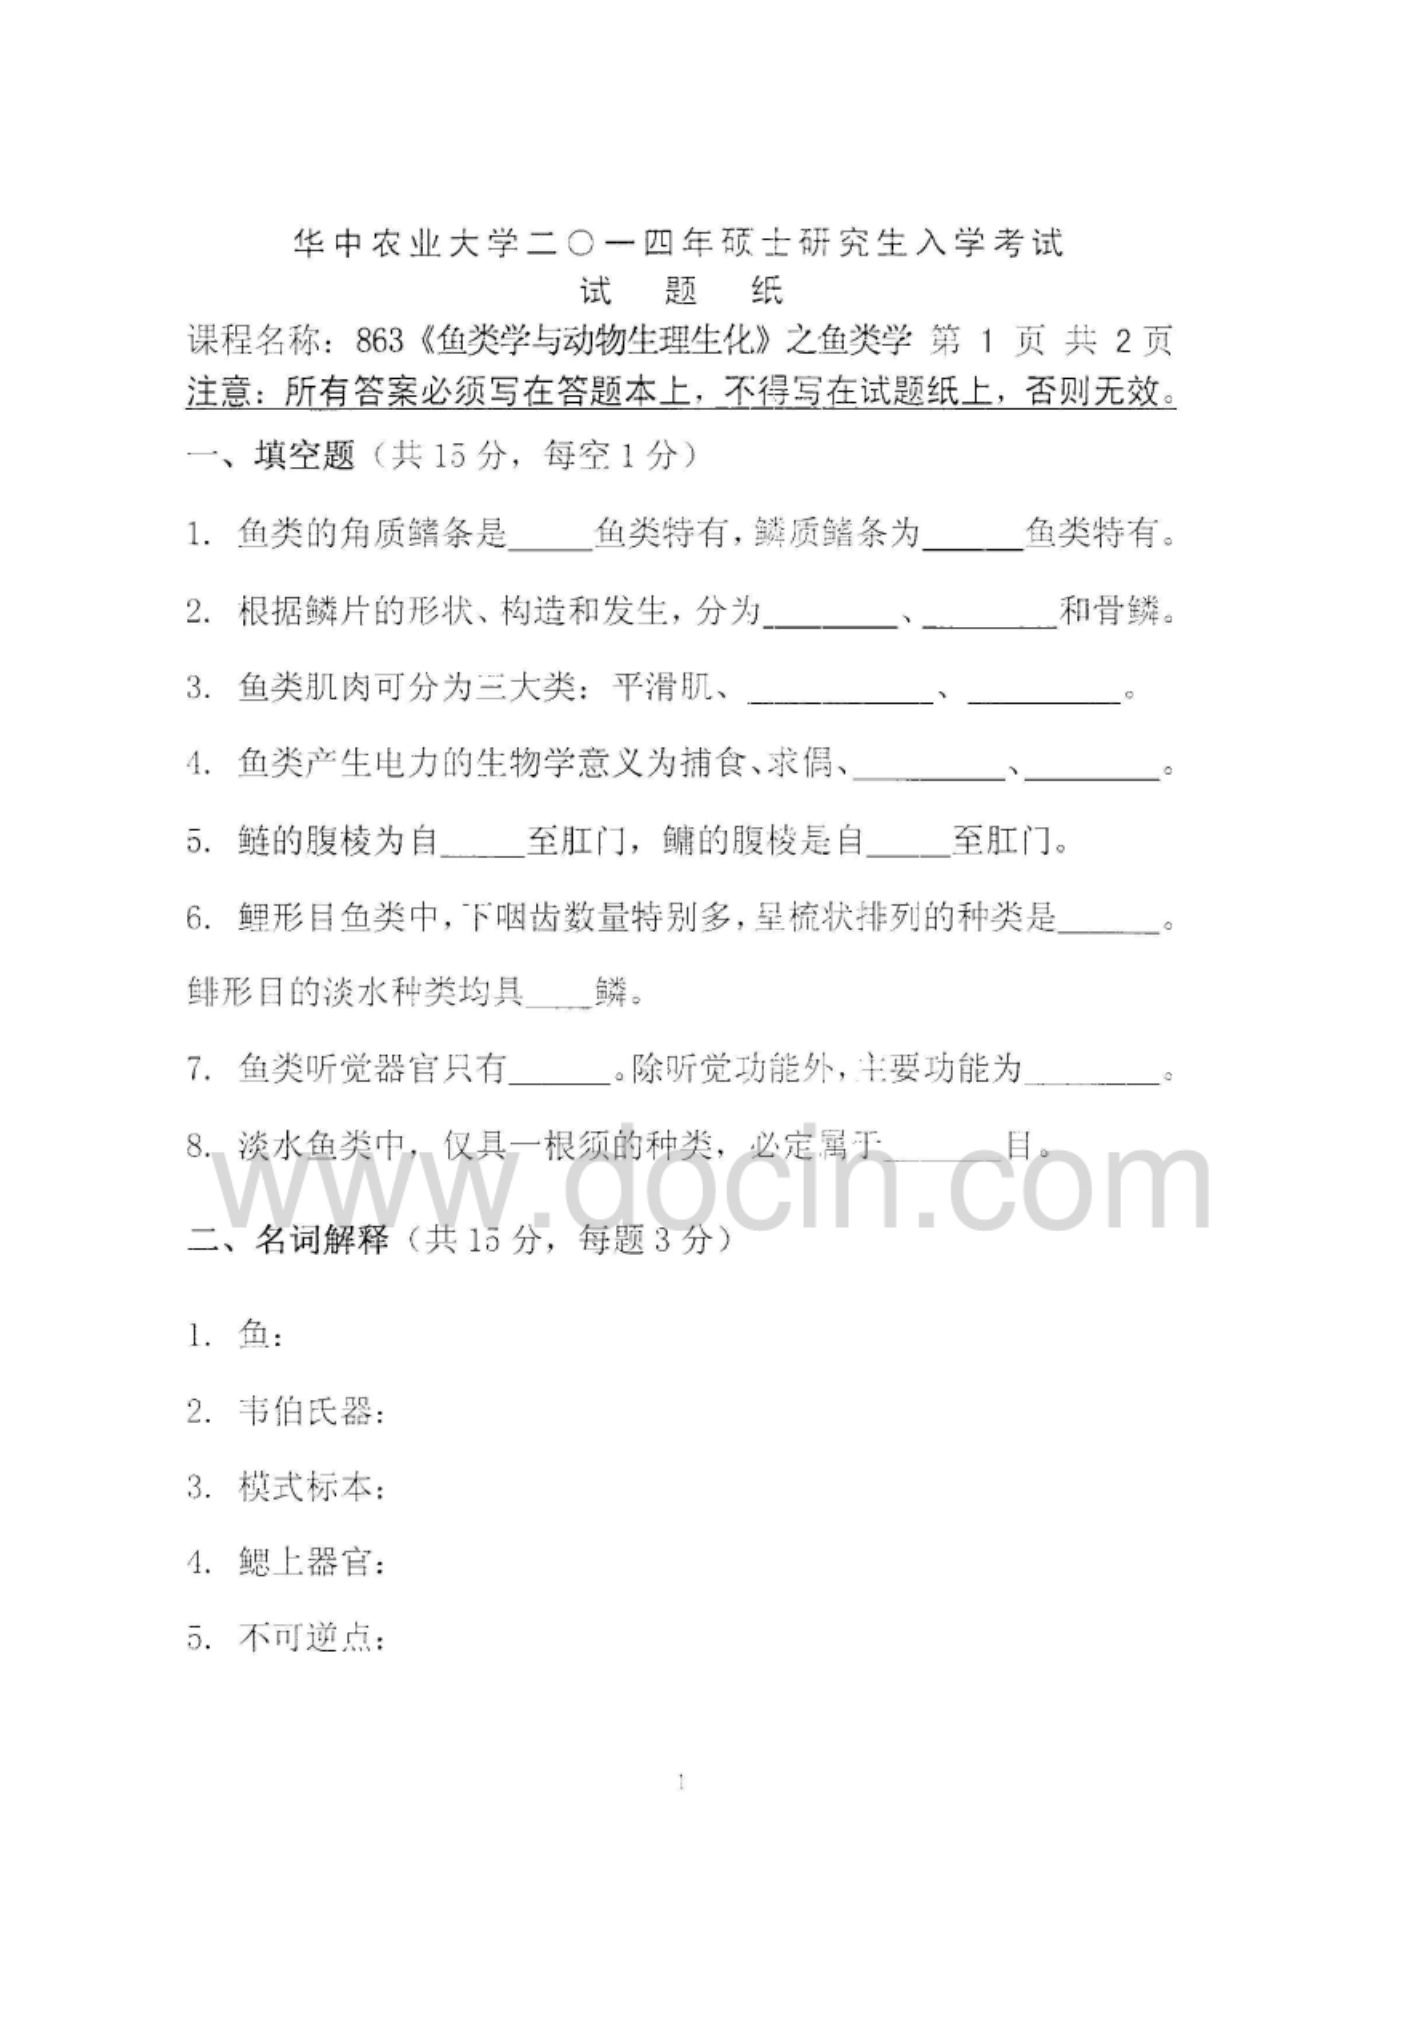 华中农业大学二〇一四年硕士研究生入学考试
试 题 纸
课程名称：863《鱼类学与动物生理生化》之鱼类学 第 1 页 共 2 页
注意：所有答案必须写在答题本上，不得写在试题纸上，否则无效。
一、填空题（共 15 分，每空 1 分）
1. 鱼类的角质鳍条是_____鱼类特有，鳞质鳍条为______鱼类特有。
2. 根据鳞片的形状、构造和发生，分为________、________和骨鳞。
3. 鱼类肌肉可分为三大类：平滑肌、___________、_________。
4. 鱼类产生电力的生物学意义为捕食、求偶、_________、________。
5. 鲢的腹棱为自_____至肛门，鳙的腹棱是自_____至肛门。
6. 鲤形目鱼类中，下咽齿数量特别多，呈梳状排列的种类是______。
鲱形目的淡水种类均具____鳞。
7. 鱼类听觉器官只有______。除听觉功能外，主要功能为________。
8. 淡水鱼类中，仅具一根须的种类，必定属于_______目。
www.docin.com
二、名词解释（共 15 分，每题 3 分）
1. 鱼：
2. 韦伯氏器：
3. 模式标本：
4. 鳃上器官：
5. 不可逆点：
1